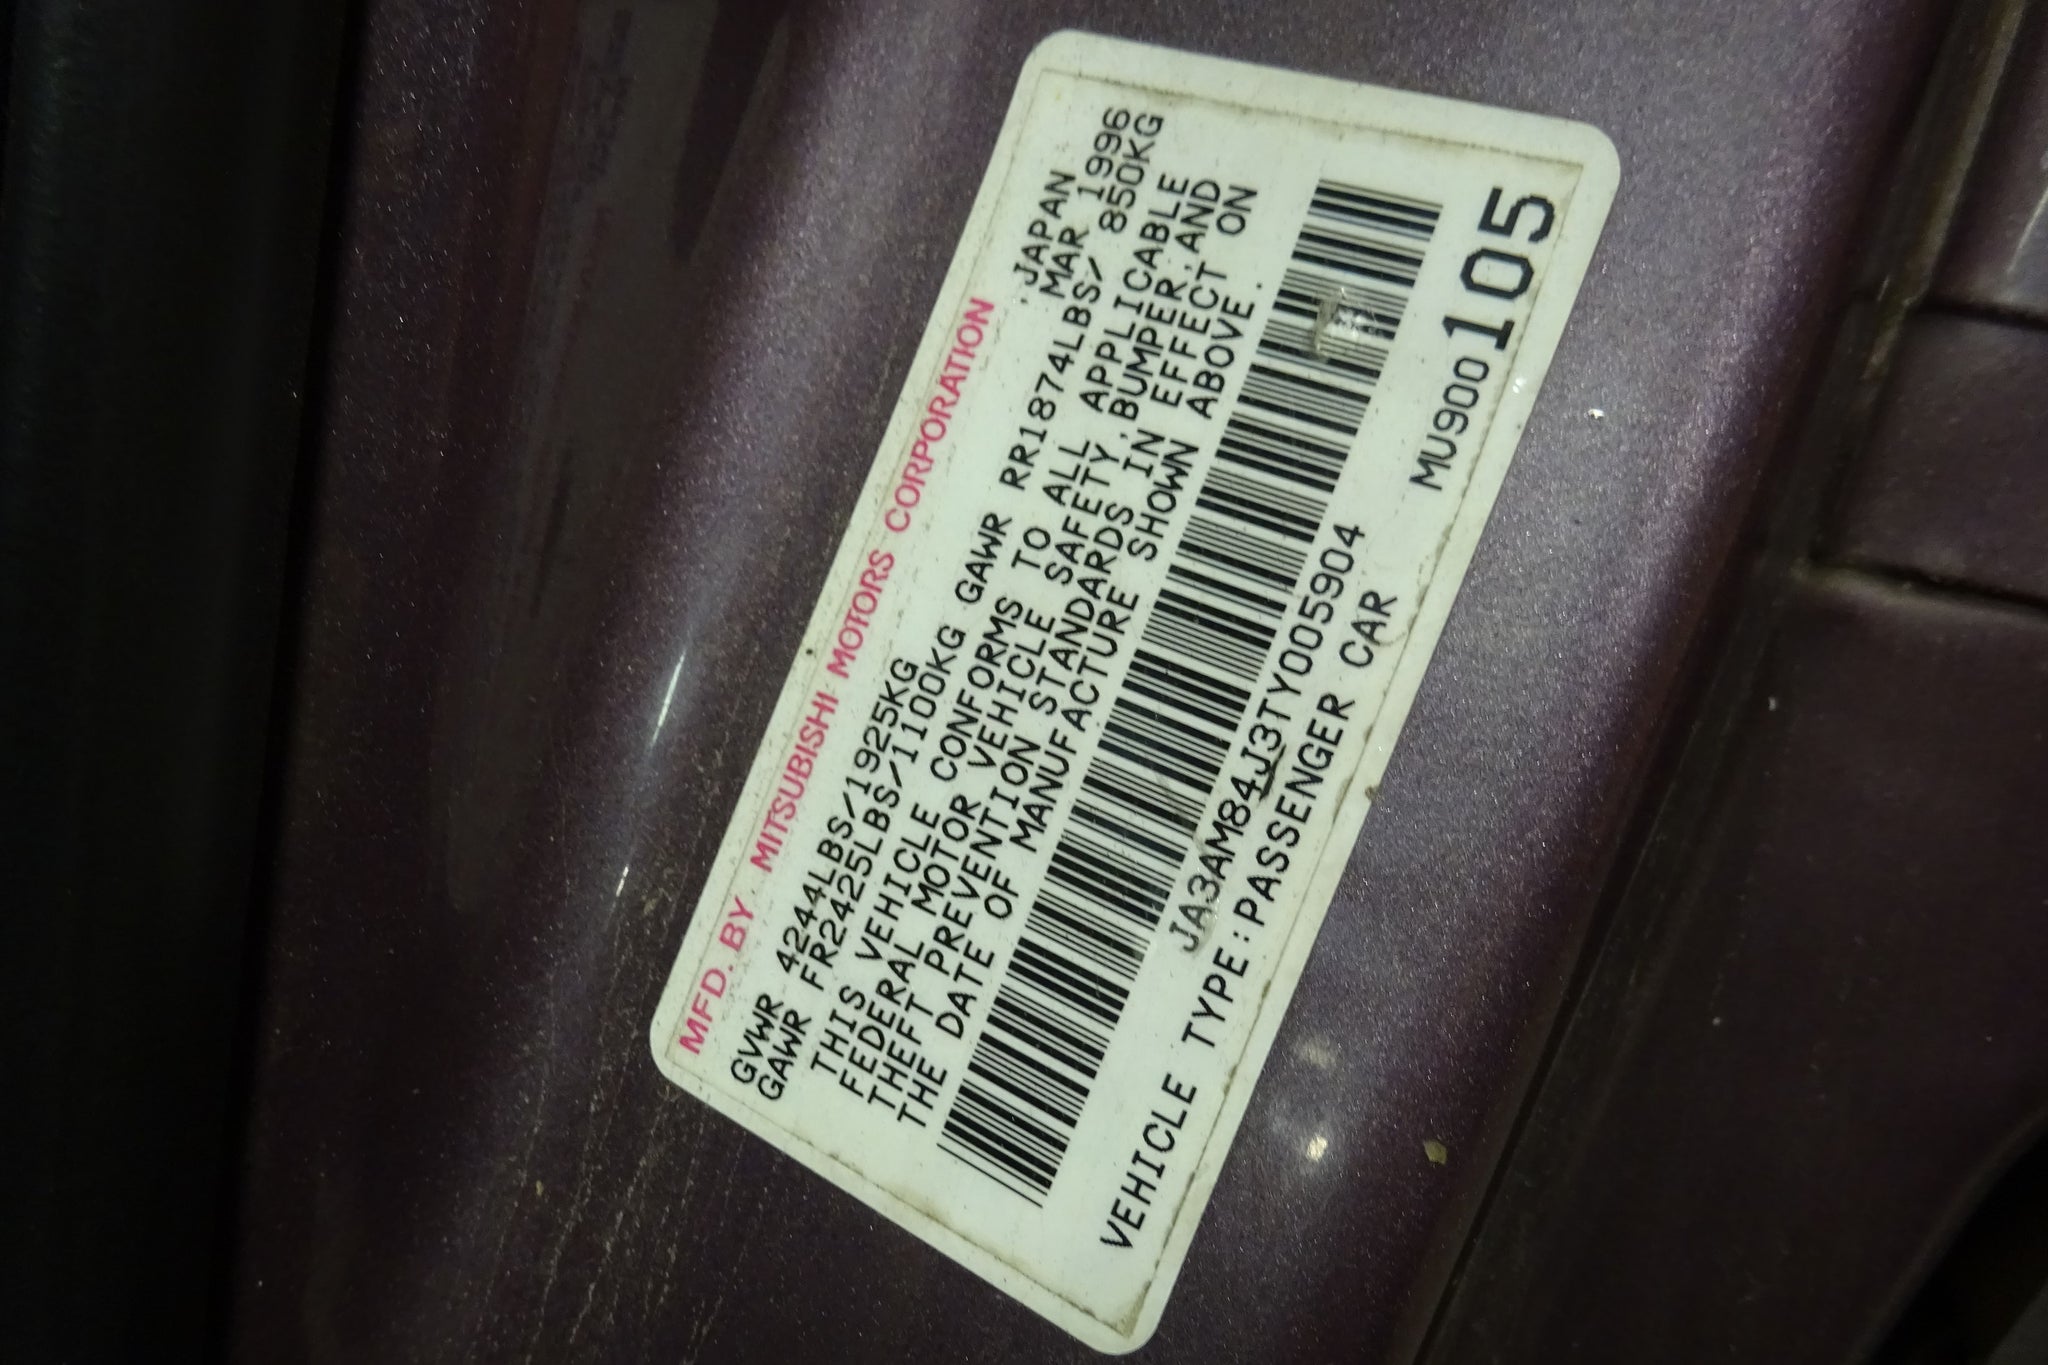 MFD. BY MITSUBISHI MOTORS CORPORATION JAPAN
GVWR 4244LBS/1925KG MAR 1996
GAWR FR2425LBS/1100KG GAWR RR1874LBS/ 850KG
THIS VEHICLE CONFORMS TO ALL APPLICABLE
FEDERAL MOTOR VEHICLE SAFETY,BUMPER,AND
THEFT PREVENTION STANDARDS IN EFFECT ON
THE DATE OF MANUFACTURE SHOWN ABOVE.
JA3AM84J3TY005904
VEHICLE TYPE:PASSENGER CAR MU900105